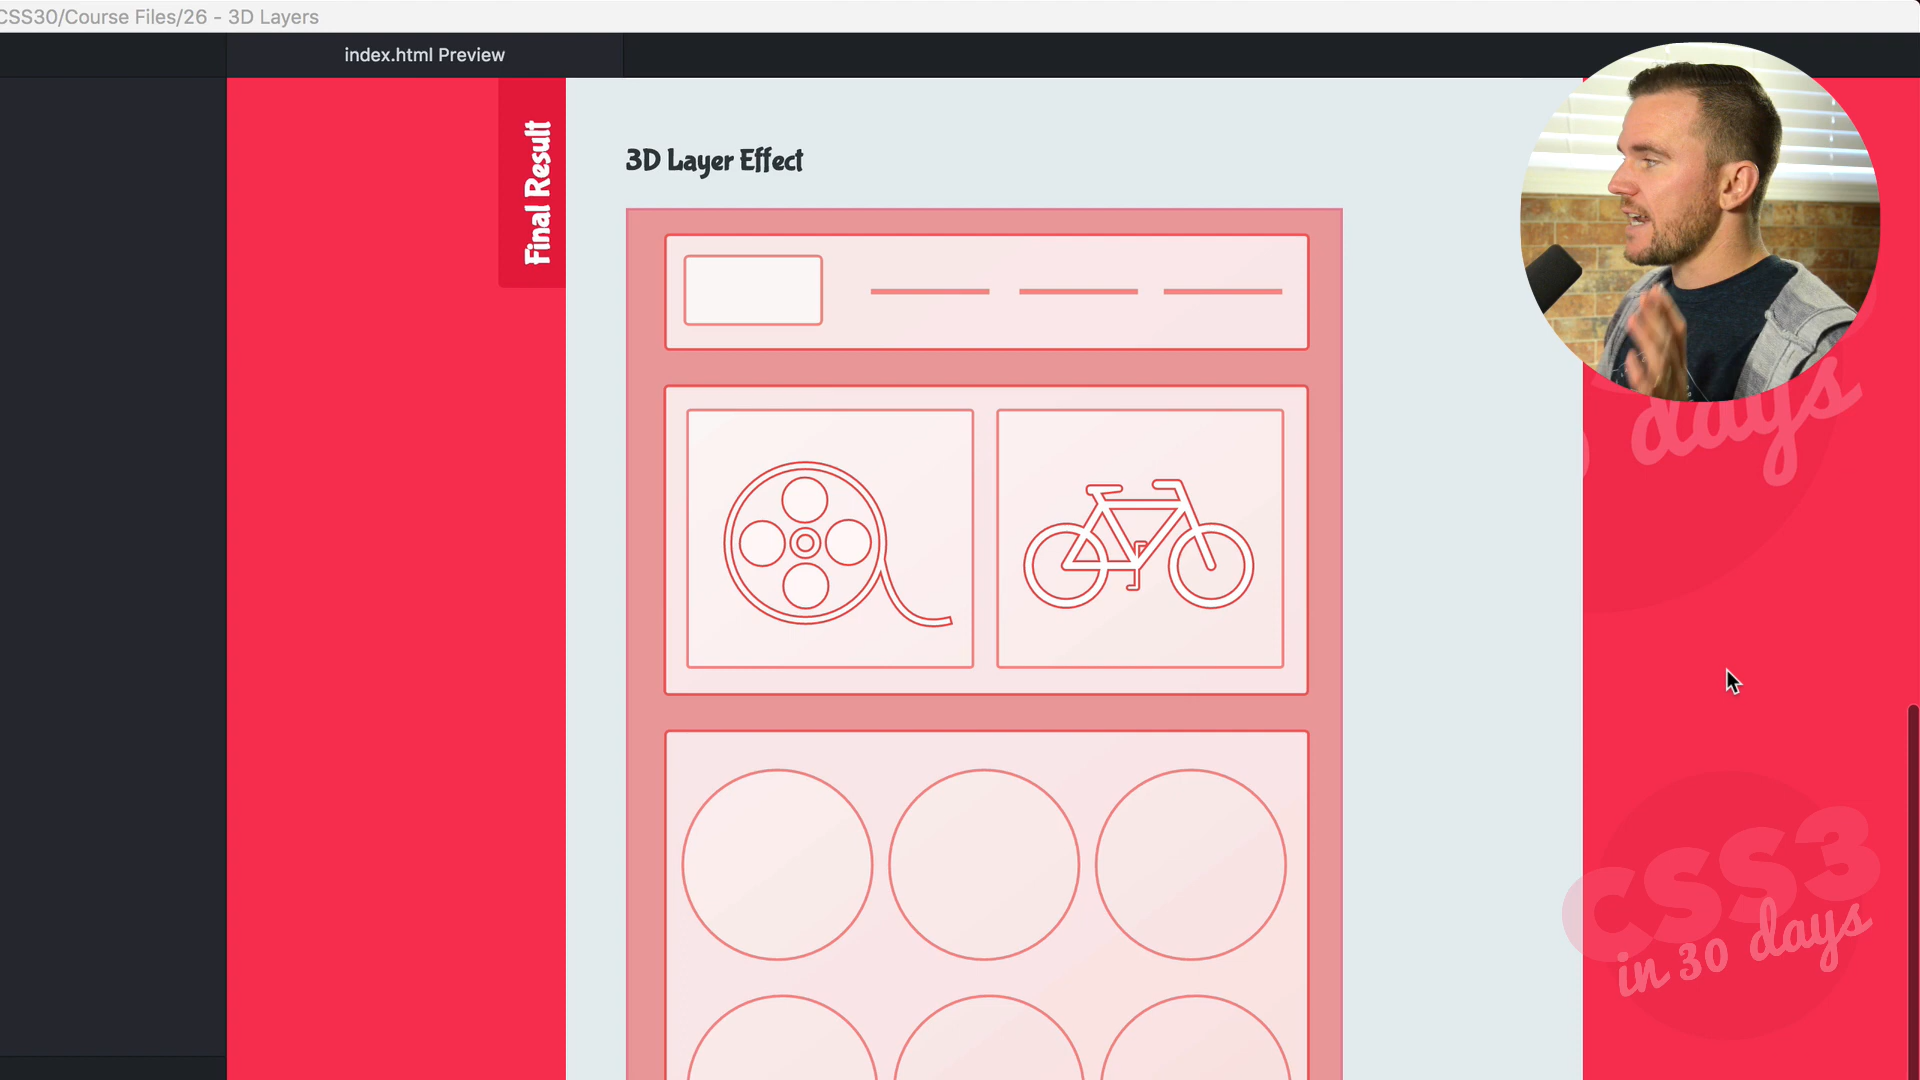 CSS30/Course Files/26 - 3D Layers
index.html Preview
Final Result
3D Layer Effect
days
CSS3
in 30 days